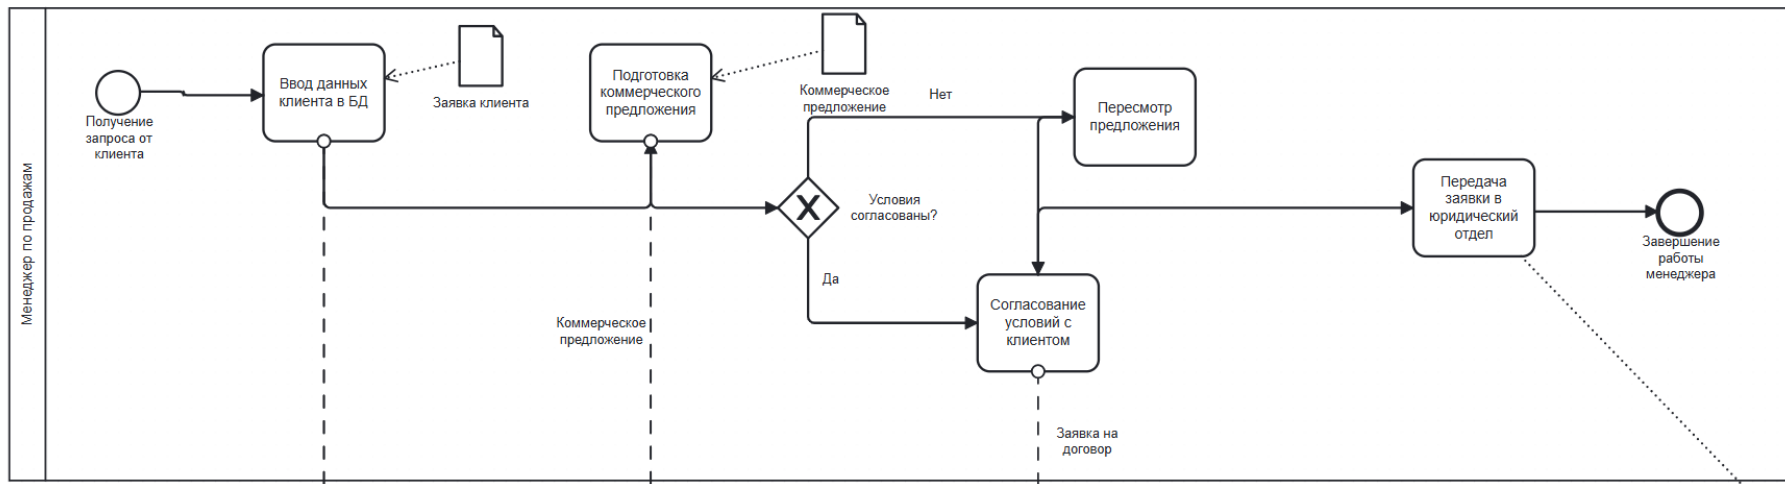 Менеджер по продажам
Получение
запроса от
клиента
Ввод данных
клиента в БД
Заявка клиента
Подготовка
коммерческого
предложения
Коммерческое
предложение
Нет
Пересмотр
предложения
X
Условия
согласованы?
Да
Согласование
условий с
клиентом
Передача
заявки в
юридический
отдел
Завершение
работы
менеджера
Коммерческое
предложение
Заявка на
договор